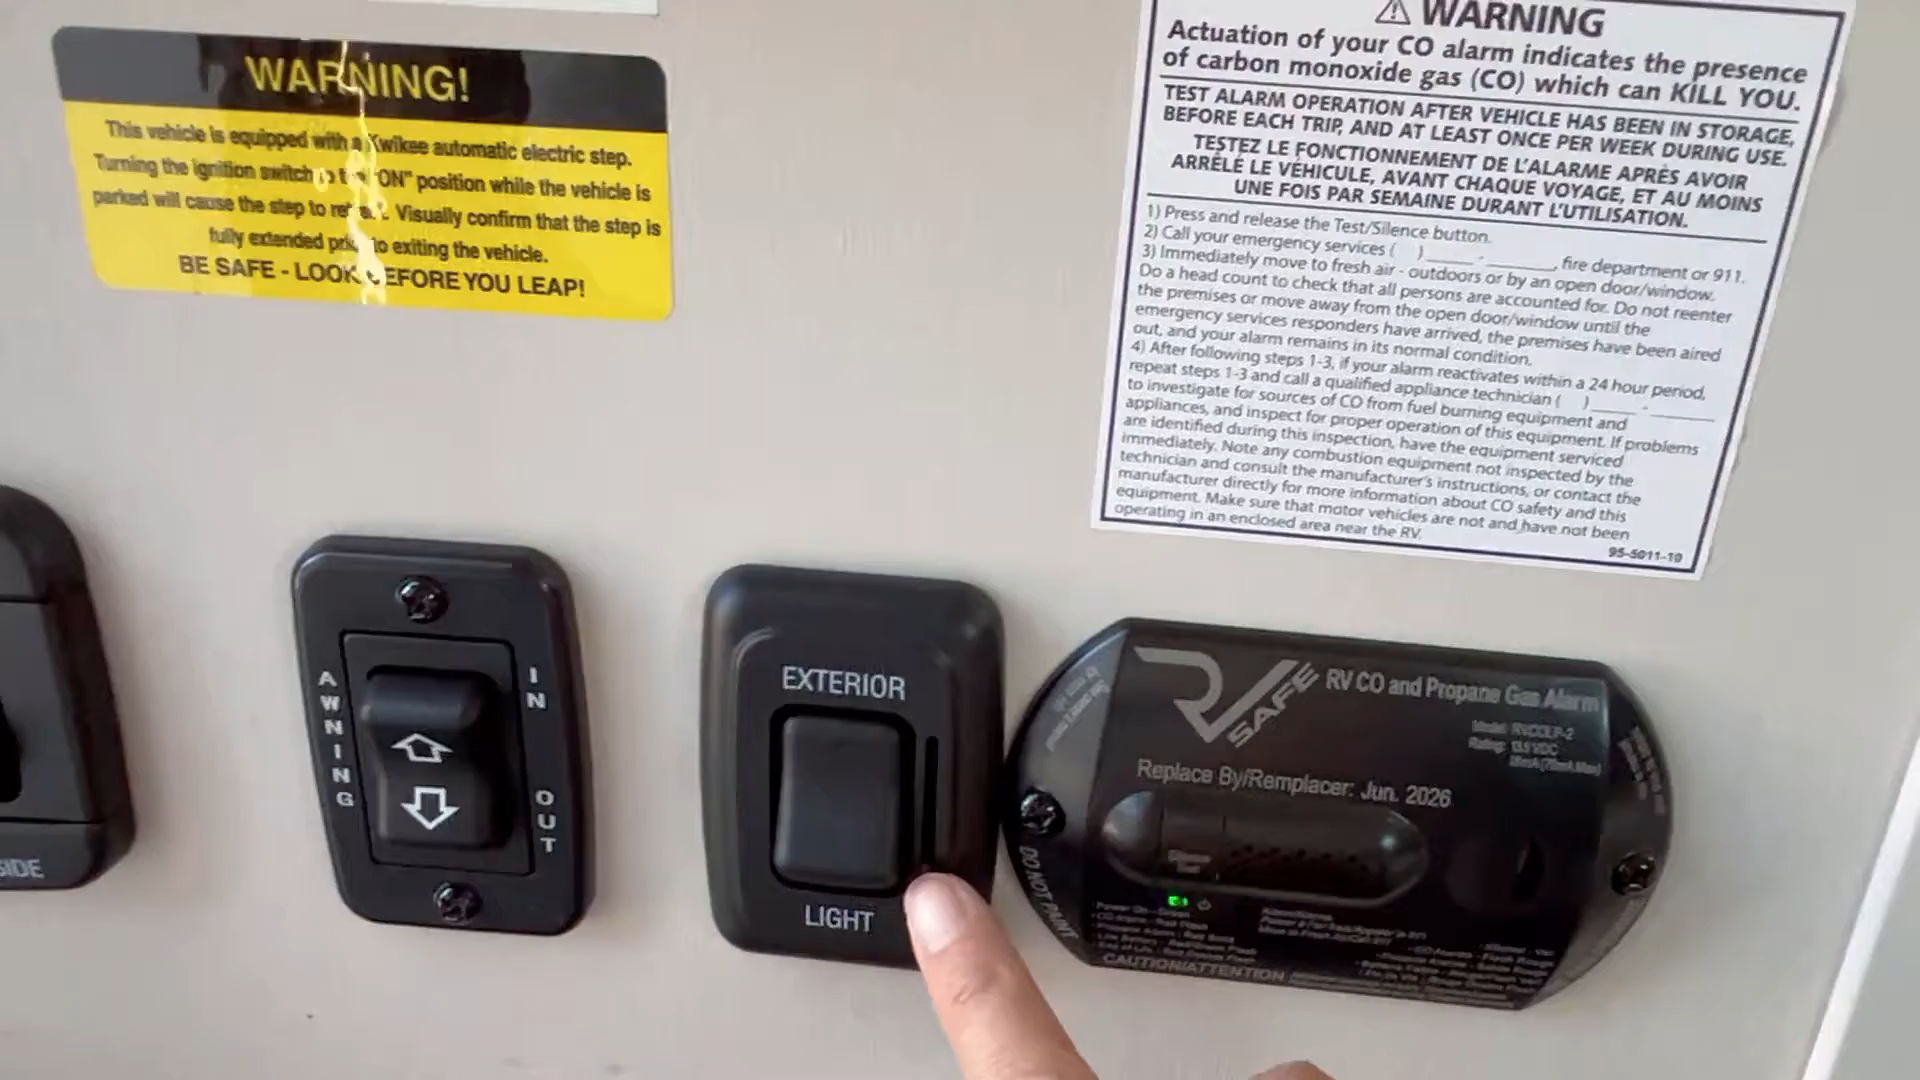 WARNING!
This vehicle is equipped with a Kwikee automatic electric step.
Turning the ignition switch to the "ON" position while the vehicle is
parked will cause the step to retract. Visually confirm that the step is
fully extended prior to exiting the vehicle.
BE SAFE - LOOK BEFORE YOU LEAP!
⚠ WARNING
Actuation of your CO alarm indicates the presence
of carbon monoxide gas (CO) which can KILL YOU.
TEST ALARM OPERATION AFTER VEHICLE HAS BEEN IN STORAGE,
BEFORE EACH TRIP, AND AT LEAST ONCE PER WEEK DURING USE.
TESTEZ LE FONCTIONNEMENT DE L'ALARME APRÈS AVOIR
ARRÊLÉ LE VÉHICULE, AVANT CHAQUE VOYAGE, ET AU MOINS
UNE FOIS PAR SEMAINE DURANT L'UTILISATION.
1) Press and release the Test/Silence button.
2) Call your emergency services ( )_____ - _______, fire department or 911.
3) Immediately move to fresh air - outdoors or by an open door/window.
Do a head count to check that all persons are accounted for. Do not reenter
the premises or move away from the open door/window until the
emergency services responders have arrived, the premises have been aired
out, and your alarm remains in its normal condition.
4) After following steps 1-3, if your alarm reactivates within a 24 hour period,
repeat steps 1-3 and call a qualified appliance technician ( )_____ - _______
to investigate for sources of CO from fuel burning equipment and
appliances, and inspect for proper operation of this equipment. If problems
are identified during this inspection, have the equipment serviced
immediately. Note any combustion equipment not inspected by the
technician and consult the manufacturer's instructions, or contact the
manufacturer directly for more information about CO safety and this
equipment. Make sure that motor vehicles are not and have not been
operating in an enclosed area near the RV.
95-5011-10
SIDE
AWNING
IN
OUT
EXTERIOR
LIGHT
RV SAFE
RV CO and Propane Gas Alarm
Model: RVCOLP-2
Rating: 13.5 VDC
Replace By/Remplacer: Jun. 2026
DO NOT PAINT
Power On - Green
CAUTION/ATTENTION